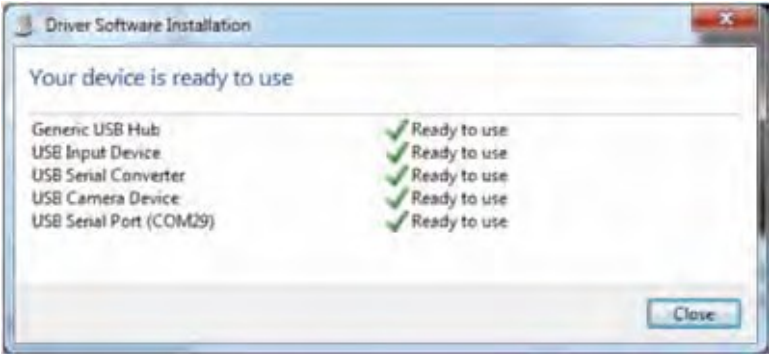 Driver Software Installation
Your device is ready to use
Generic USB Hub Ready to use
USB Input Device Ready to use
USB Serial Converter Ready to use
USB Camera Device Ready to use
USB Serial Port (COM29) Ready to use
Close